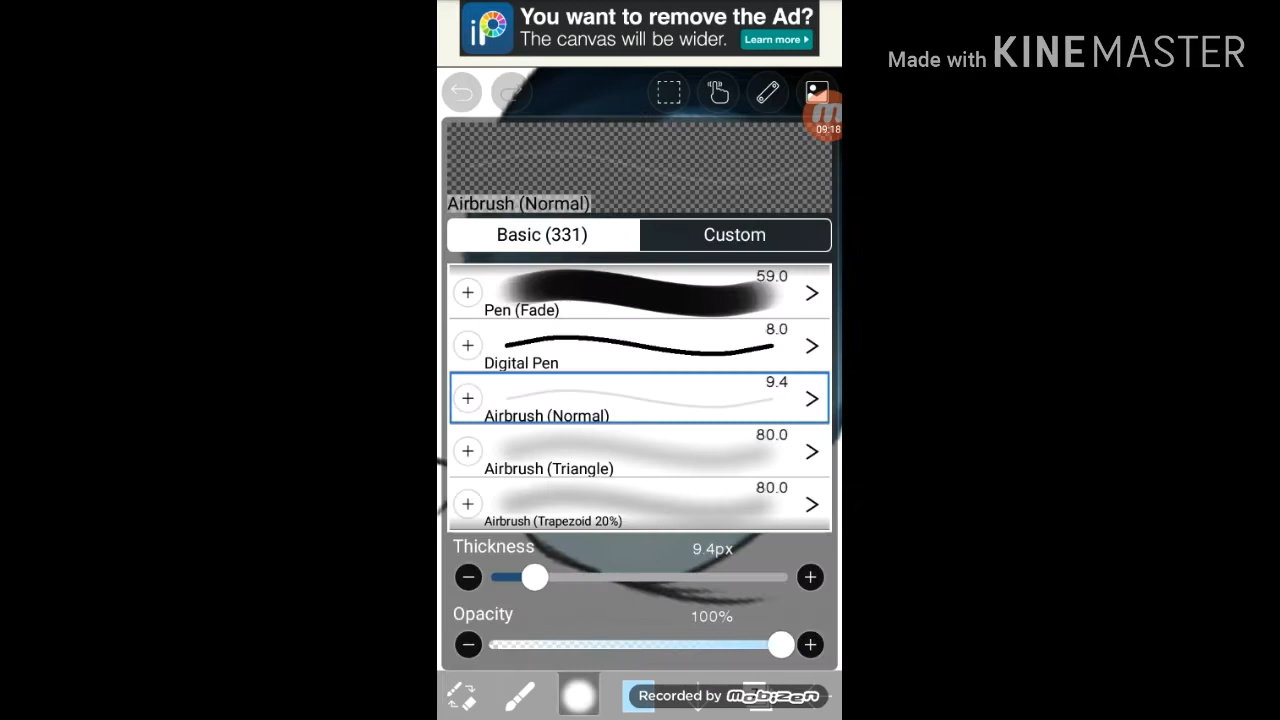 You want to remove the Ad?
iP
The canvas will be wider.
Learn more
Made with KINEMASTER
09:18
Airbrush (Normal)
Basic (331)
Custom
59.0
Pen (Fade)
8.0
Digital Pen
9.4
Airbrush (Normal)
80.0
Airbrush (Triangle)
80.0
Airbrush (Trapezoid 20%)
Thickness
9.4px
Opacity
100%
Recorded by mobizen